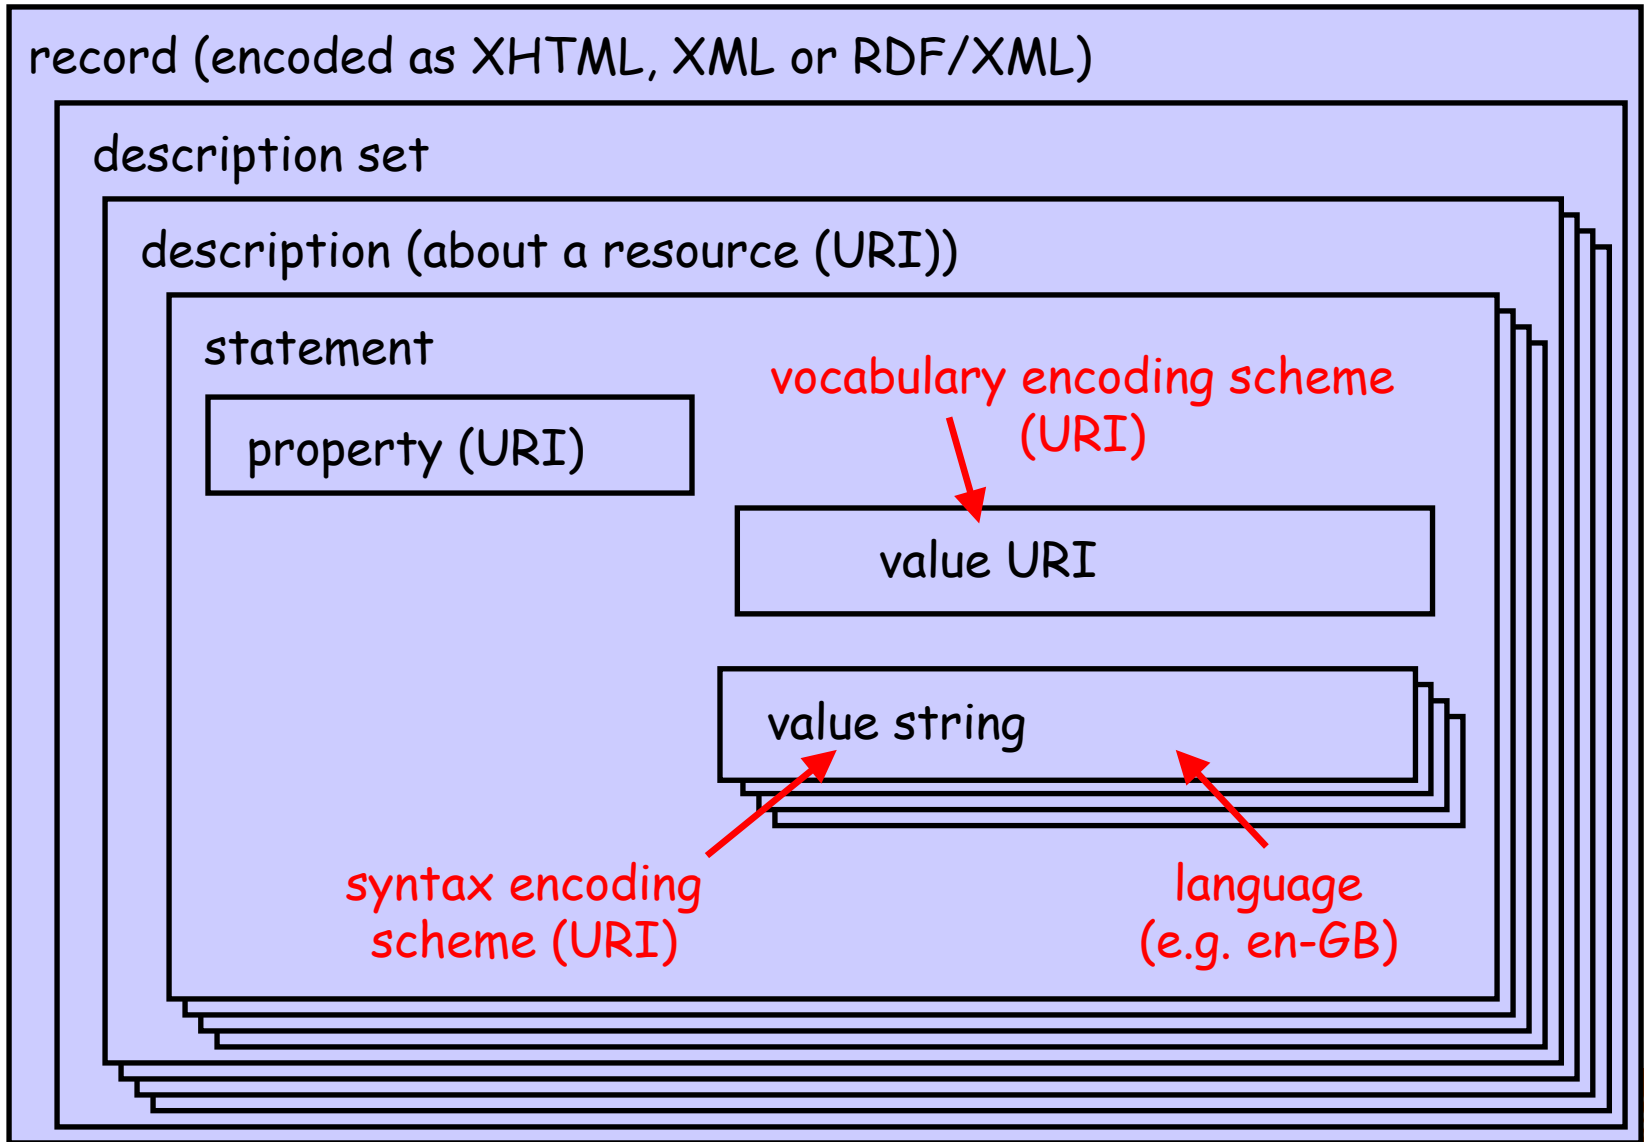 record (encoded as XHTML, XML or RDF/XML)
description set
description (about a resource (URI))
statement
vocabulary encoding scheme
(URI)
property (URI)
value URI
value string
syntax encoding
scheme (URI)
language
(e.g. en-GB)